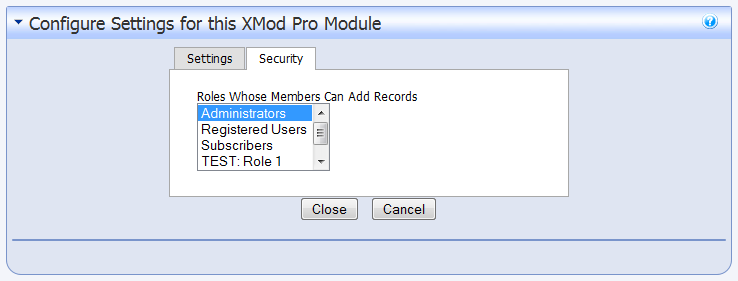 Configure Settings for this XMod Pro Module
?
Settings Security
Roles Whose Members Can Add Records
Administrators
Registered Users
Subscribers
TEST: Role 1
Close Cancel